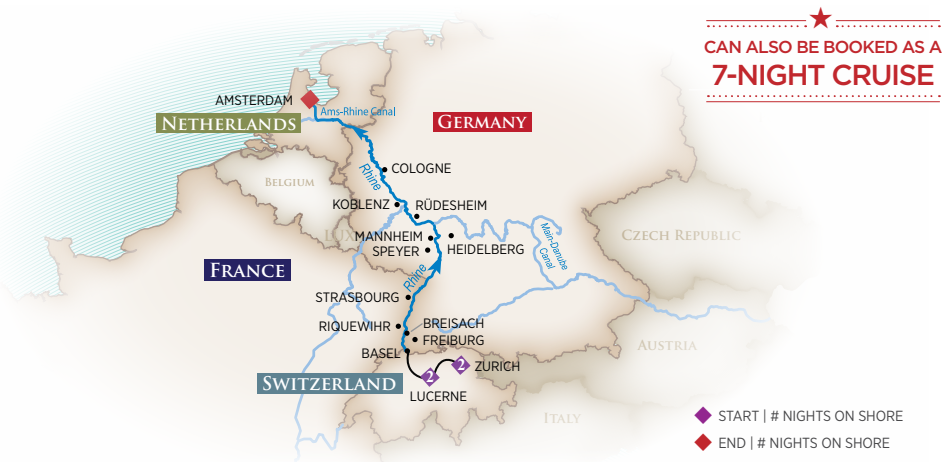 CAN ALSO BE BOOKED AS A
7-NIGHT CRUISE
AMSTERDAM
Ams-Rhine Canal
NETHERLANDS
GERMANY
COLOGNE
BELGIUM
Rhine
KOBLENZ
RÜDESHEIM
LUX
MANNHEIM
HEIDELBERG
SPEYER
Main-Danube
Canal
CZECH REPUBLIC
FRANCE
Rhine
STRASBOURG
RIQUEWIHR
BREISACH
FREIBURG
BASEL
AUSTRIA
2
ZURICH
2
SWITZERLAND
LUCERNE
ITALY
START | # NIGHTS ON SHORE
END | # NIGHTS ON SHORE